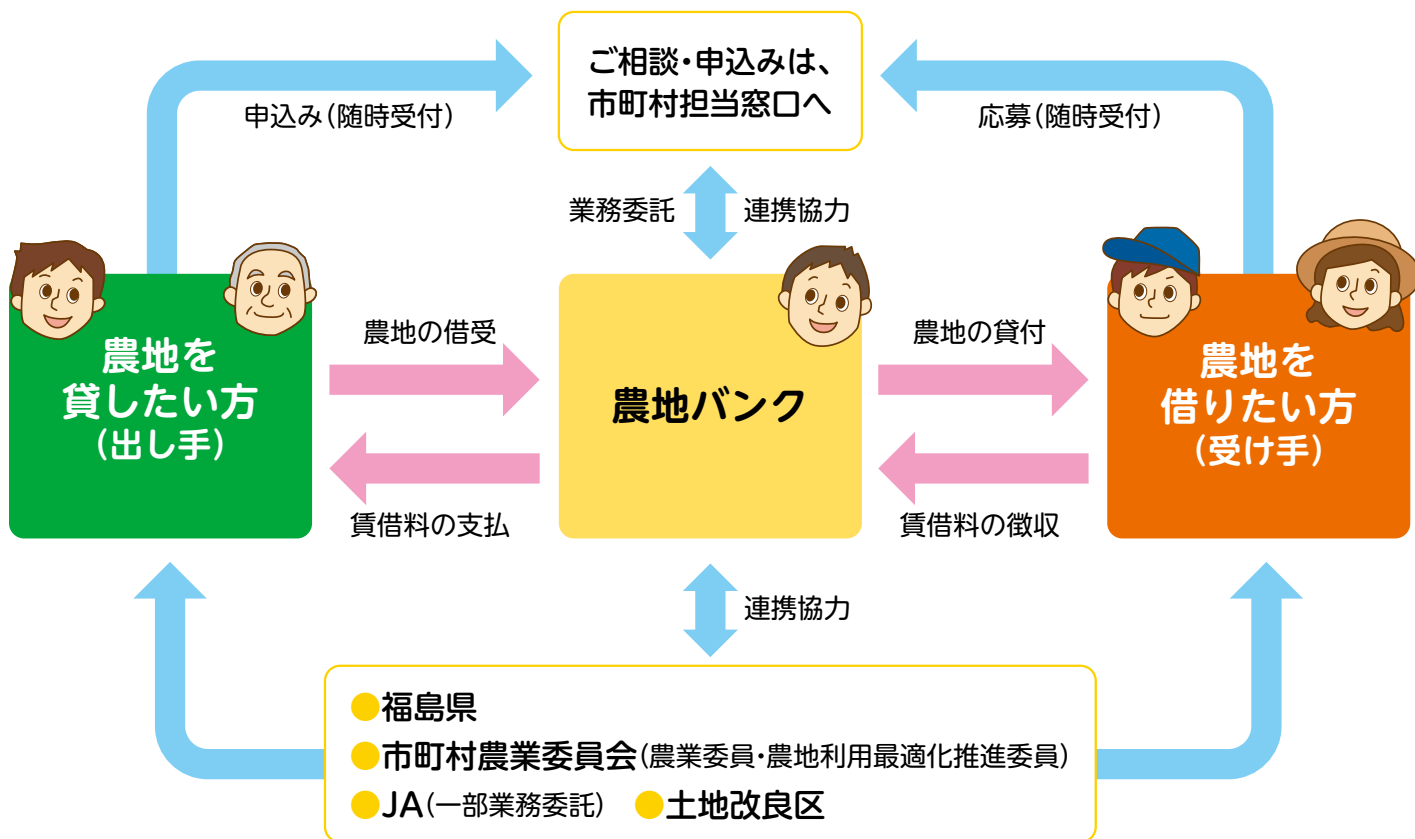 ご相談・申込みは、
市町村担当窓口へ
申込み(随時受付)
応募(随時受付)
業務委託
連携協力
農地を
貸したい方
(出し手)
農地の借受
賃借料の支払
農地バンク
農地の貸付
賃借料の徴収
農地を
借りたい方
(受け手)
連携協力
●福島県
●市町村農業委員会(農業委員・農地利用最適化推進委員)
●JA(一部業務委託) ●土地改良区